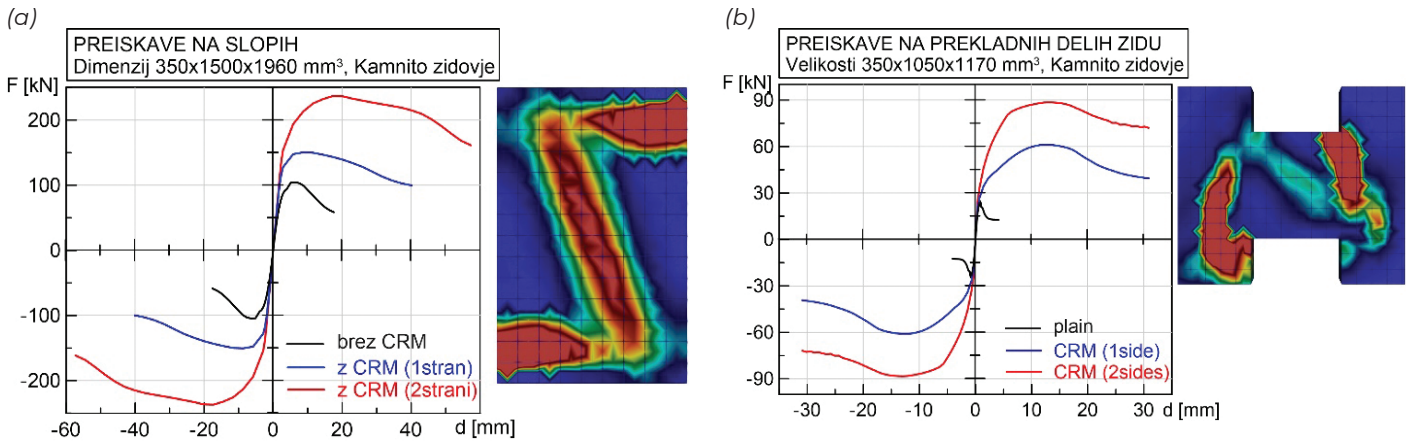 (a)
PREISKAVE NA SLOPIH
Dimenzij 350x1500x1960 mm³, Kamnito zidovje
F [kN]
200
100
0
-100
-200
-60
-40
-20
0
20
40
d [mm]
brez CRM
z CRM (1stran)
z CRM (2strani)
(b)
PREISKAVE NA PREKLADNIH DELIH ZIDU
Velikosti 350x1050x1170 mm³, Kamnito zidovje
F [kN]
90
60
30
0
-30
-60
-90
-30
-20
-10
0
10
20
30
d [mm]
plain
CRM (1side)
CRM (2sides)